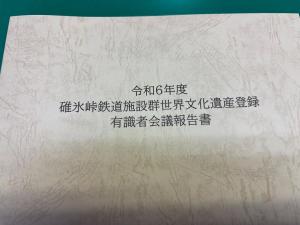 令和6年度
碓氷峠鉄道施設群世界文化遺産登録
有識者会議報告書